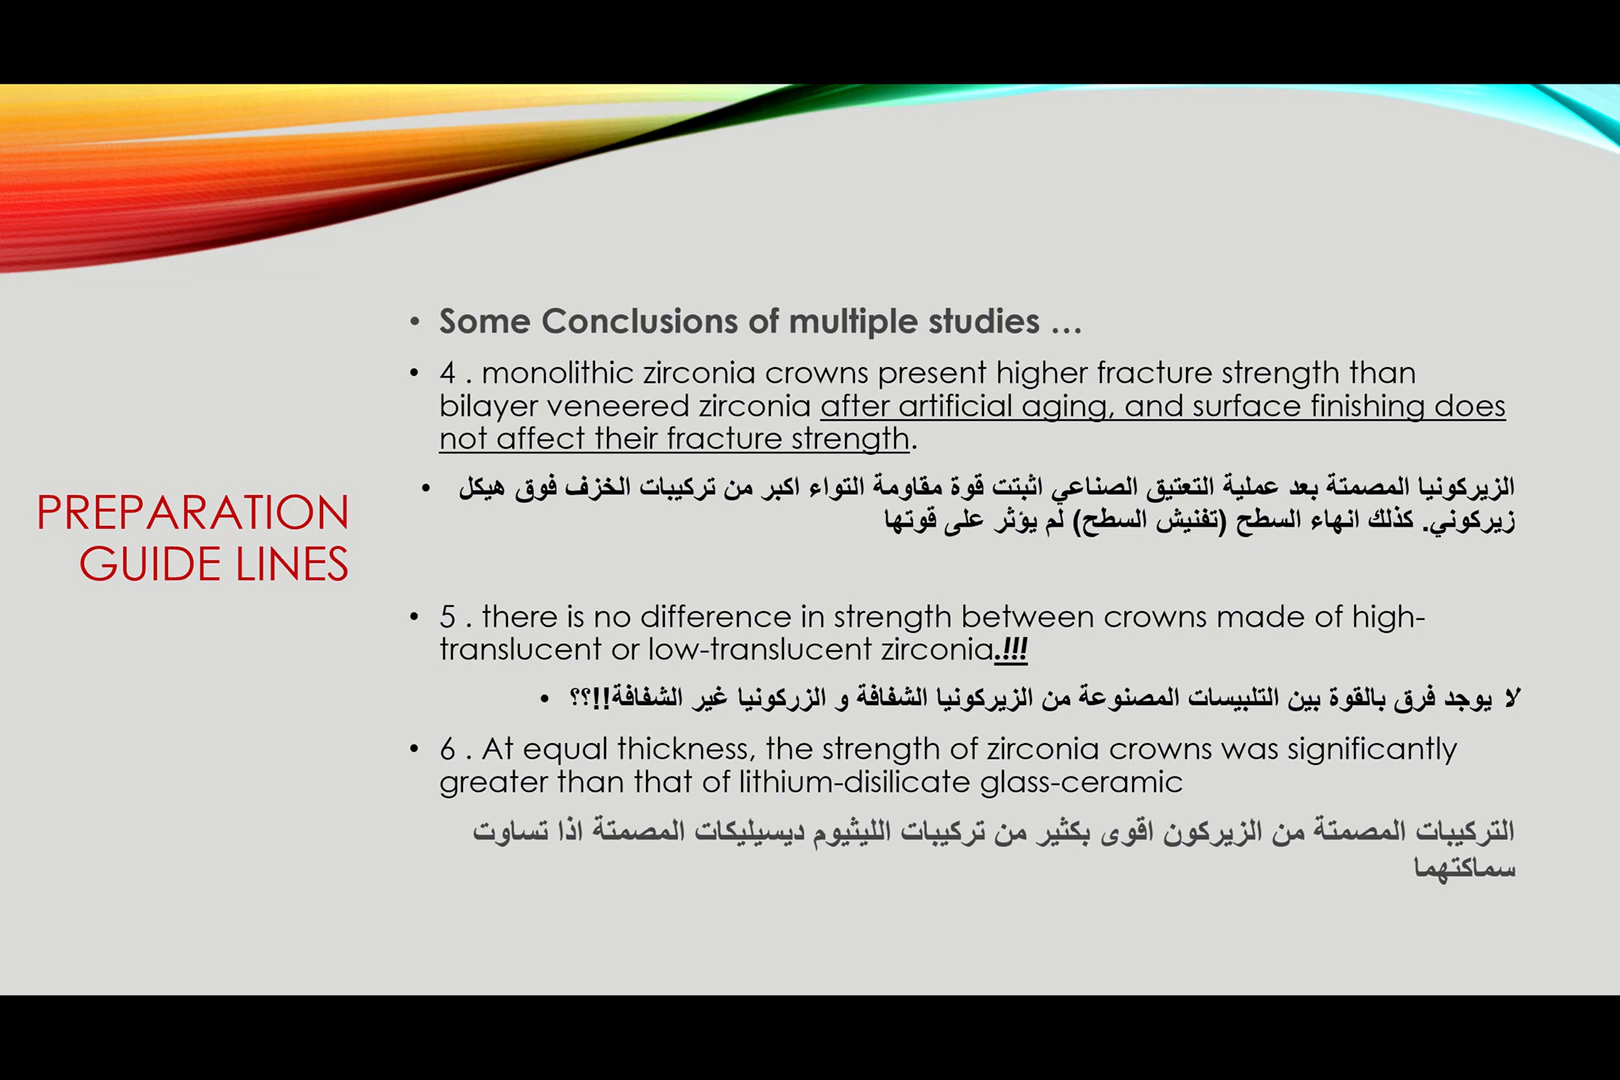 PREPARATION
GUIDE LINES
• Some Conclusions of multiple studies …
• 4 . monolithic zirconia crowns present higher fracture strength than
bilayer veneered zirconia after artificial aging, and surface finishing does
not affect their fracture strength.
• الزيركونيا المصمتة بعد عملية التعتيق الصناعي اثبتت قوة مقاومة التواء اكبر من تركيبات الخزف فوق هيكل
زيركوني. كذلك انهاء السطح (تفنيش السطح) لم يؤثر على قوتها
• 5 . there is no difference in strength between crowns made of high-
translucent or low-translucent zirconia.!!!
• لا يوجد فرق بالقوة بين التلبيسات المصنوعة من الزيركونيا الشفافة و الزركونيا غير الشفافة!!؟؟
• 6 . At equal thickness, the strength of zirconia crowns was significantly
greater than that of lithium-disilicate glass-ceramic
التركيبات المصمتة من الزيركون اقوى بكثير من تركيبات الليثيوم ديسيليكات المصمتة اذا تساوت
سماكتهما